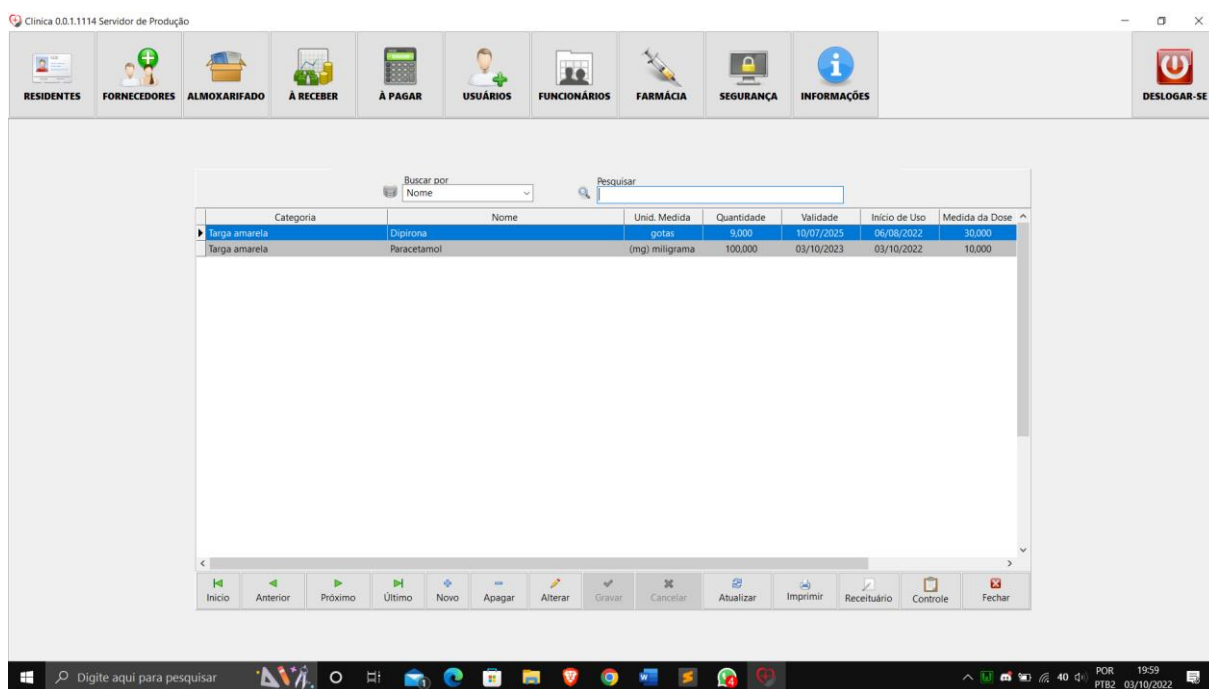 Clinica 0.0.1.1114 Servidor de Produção
RESIDENTES FORNECEDORES ALMOXARIFADO À RECEBER À PAGAR USUÁRIOS FUNCIONÁRIOS FARMÁCIA SEGURANÇA INFORMAÇÕES DESLOGAR-SE
Buscar por Pesquisar
Nome
Categoria Nome Unid. Medida Quantidade Validade Início de Uso Medida da Dose
Targa amarela Dipirona gotas 9,000 10/07/2025 06/08/2022 30,000
Targa amarela Paracetamol (mg) miligrama 100,000 03/10/2023 03/10/2022 10,000
Inicio Anterior Próximo Último Novo Apagar Alterar Gravar Cancelar Atualizar Imprimir Receituário Controle Fechar
Digite aqui para pesquisar 40 POR 19:59
PTB2 03/10/2022